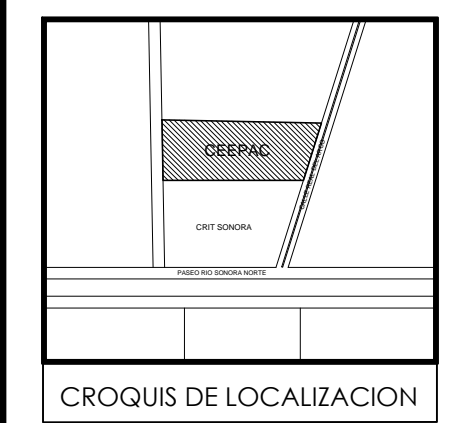 CEEPAC
CRIT SONORA
PASEO RIO SONORA NORTE
CROQUIS DE LOCALIZACION